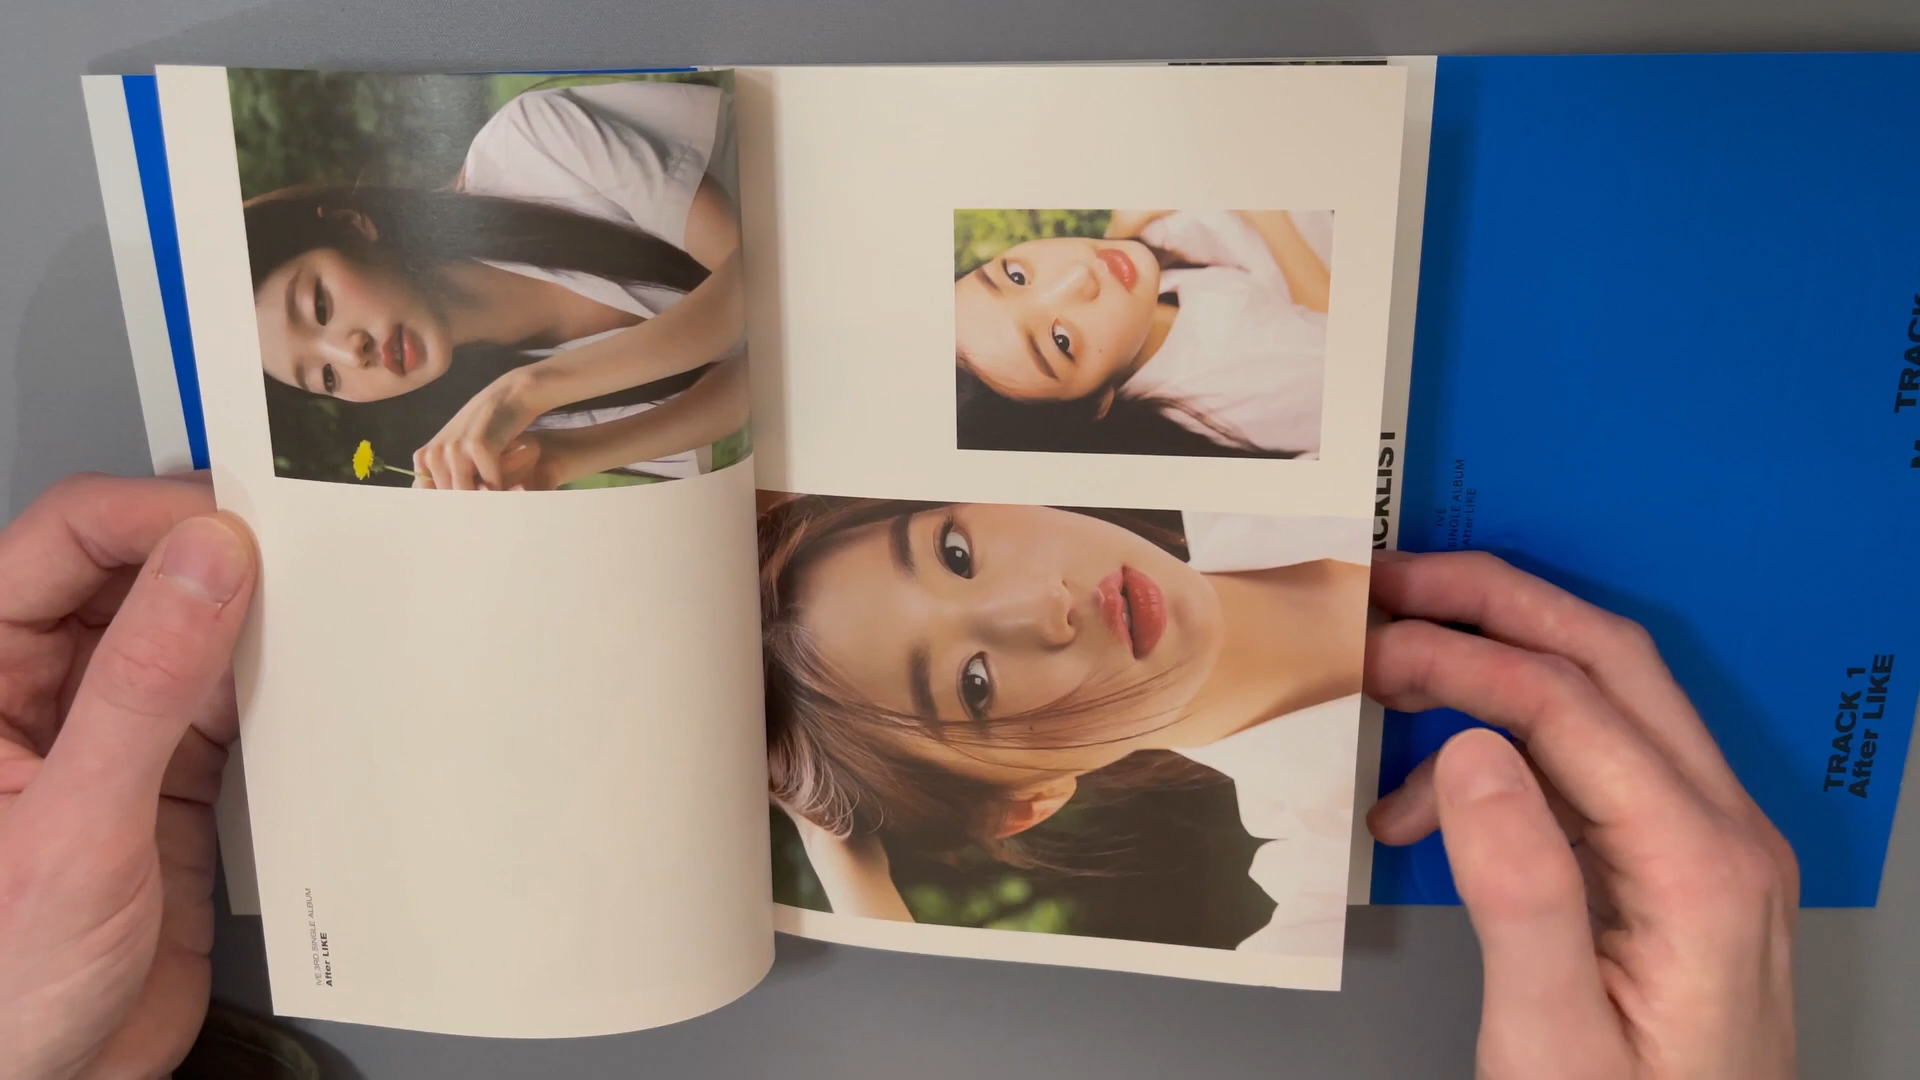 IVE 3RD SINGLE ALBUM
After LIKE
ACKLIST
IVE
SINGLE ALBUM
After LIKE
TRACK 1
After LIKE
TRACK